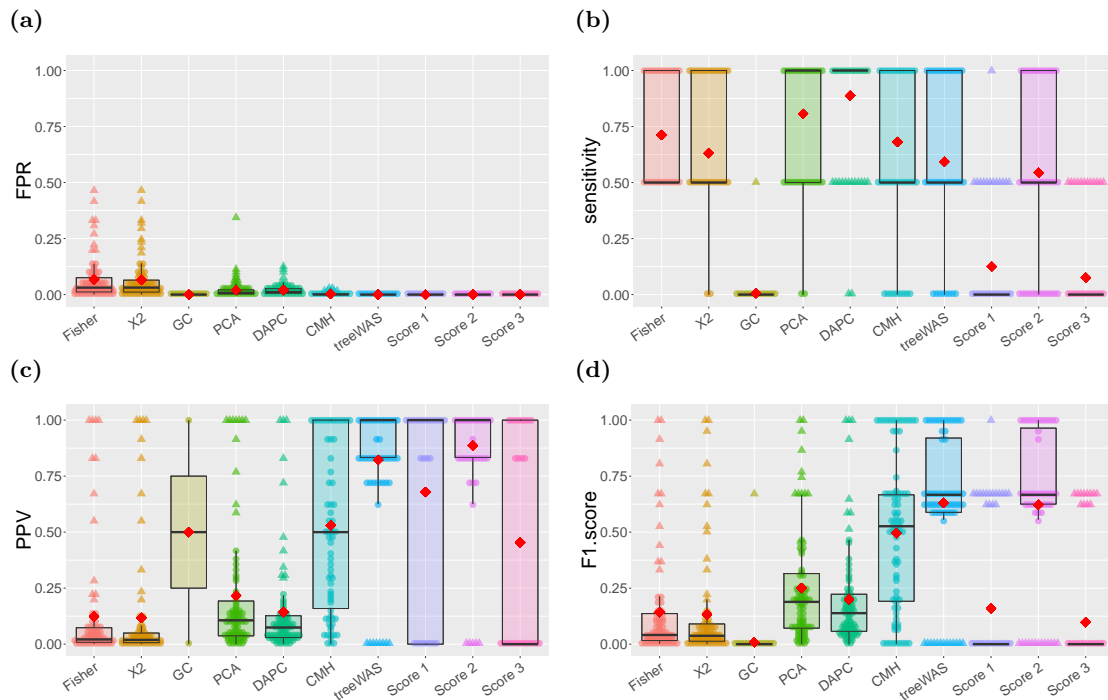 (a)
(b)
FPR
1.00
0.75
0.50
0.25
0.00
Fisher X2 GC PCA DAPC CMH treeWAS Score 1 Score 2 Score 3
sensitivity
1.00
0.75
0.50
0.25
0.00
Fisher X2 GC PCA DAPC CMH treeWAS Score 1 Score 2 Score 3
(c)
(d)
PPV
1.00
0.75
0.50
0.25
0.00
Fisher X2 GC PCA DAPC CMH treeWAS Score 1 Score 2 Score 3
F1.score
1.00
0.75
0.50
0.25
0.00
Fisher X2 GC PCA DAPC CMH treeWAS Score 1 Score 2 Score 3